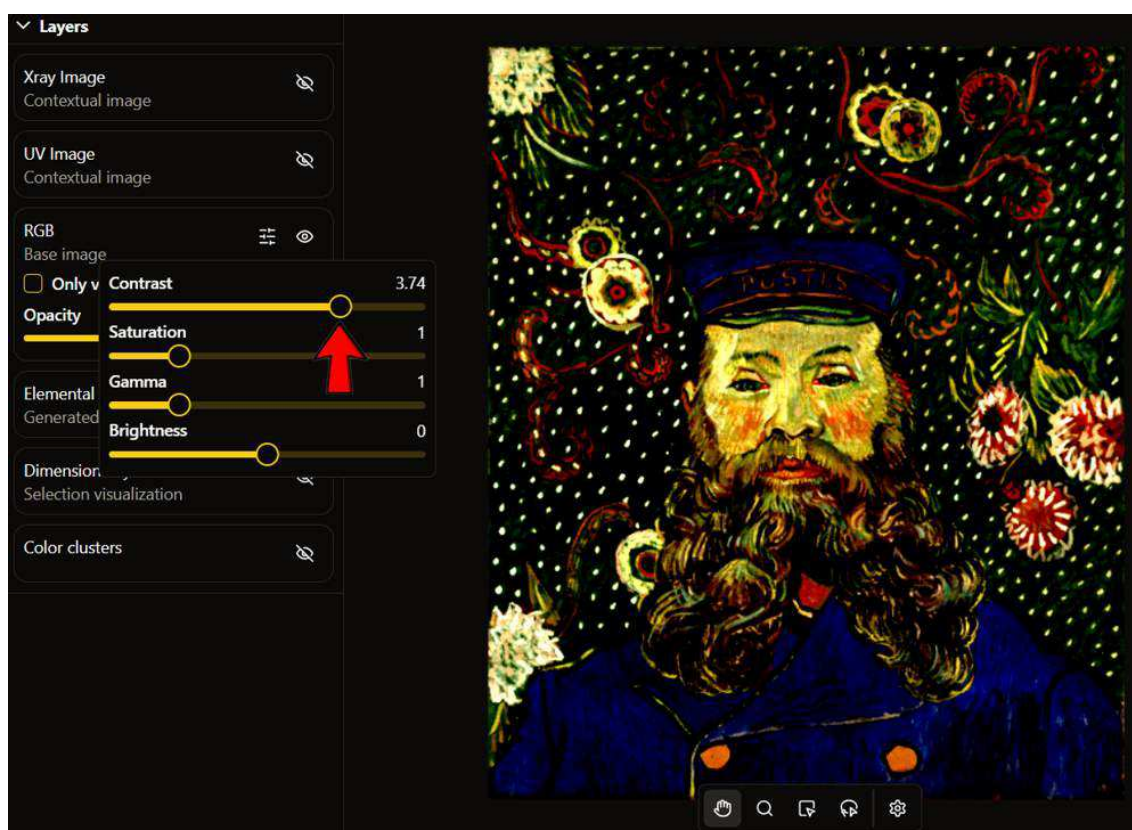 Layers
Xray Image
Contextual image
UV Image
Contextual image
RGB
Base image
Only v
Contrast 3.74
Opacity
Saturation 1
Gamma 1
Elemental
Generated
Brightness 0
Dimension
Selection visualization
Color clusters
POSTES